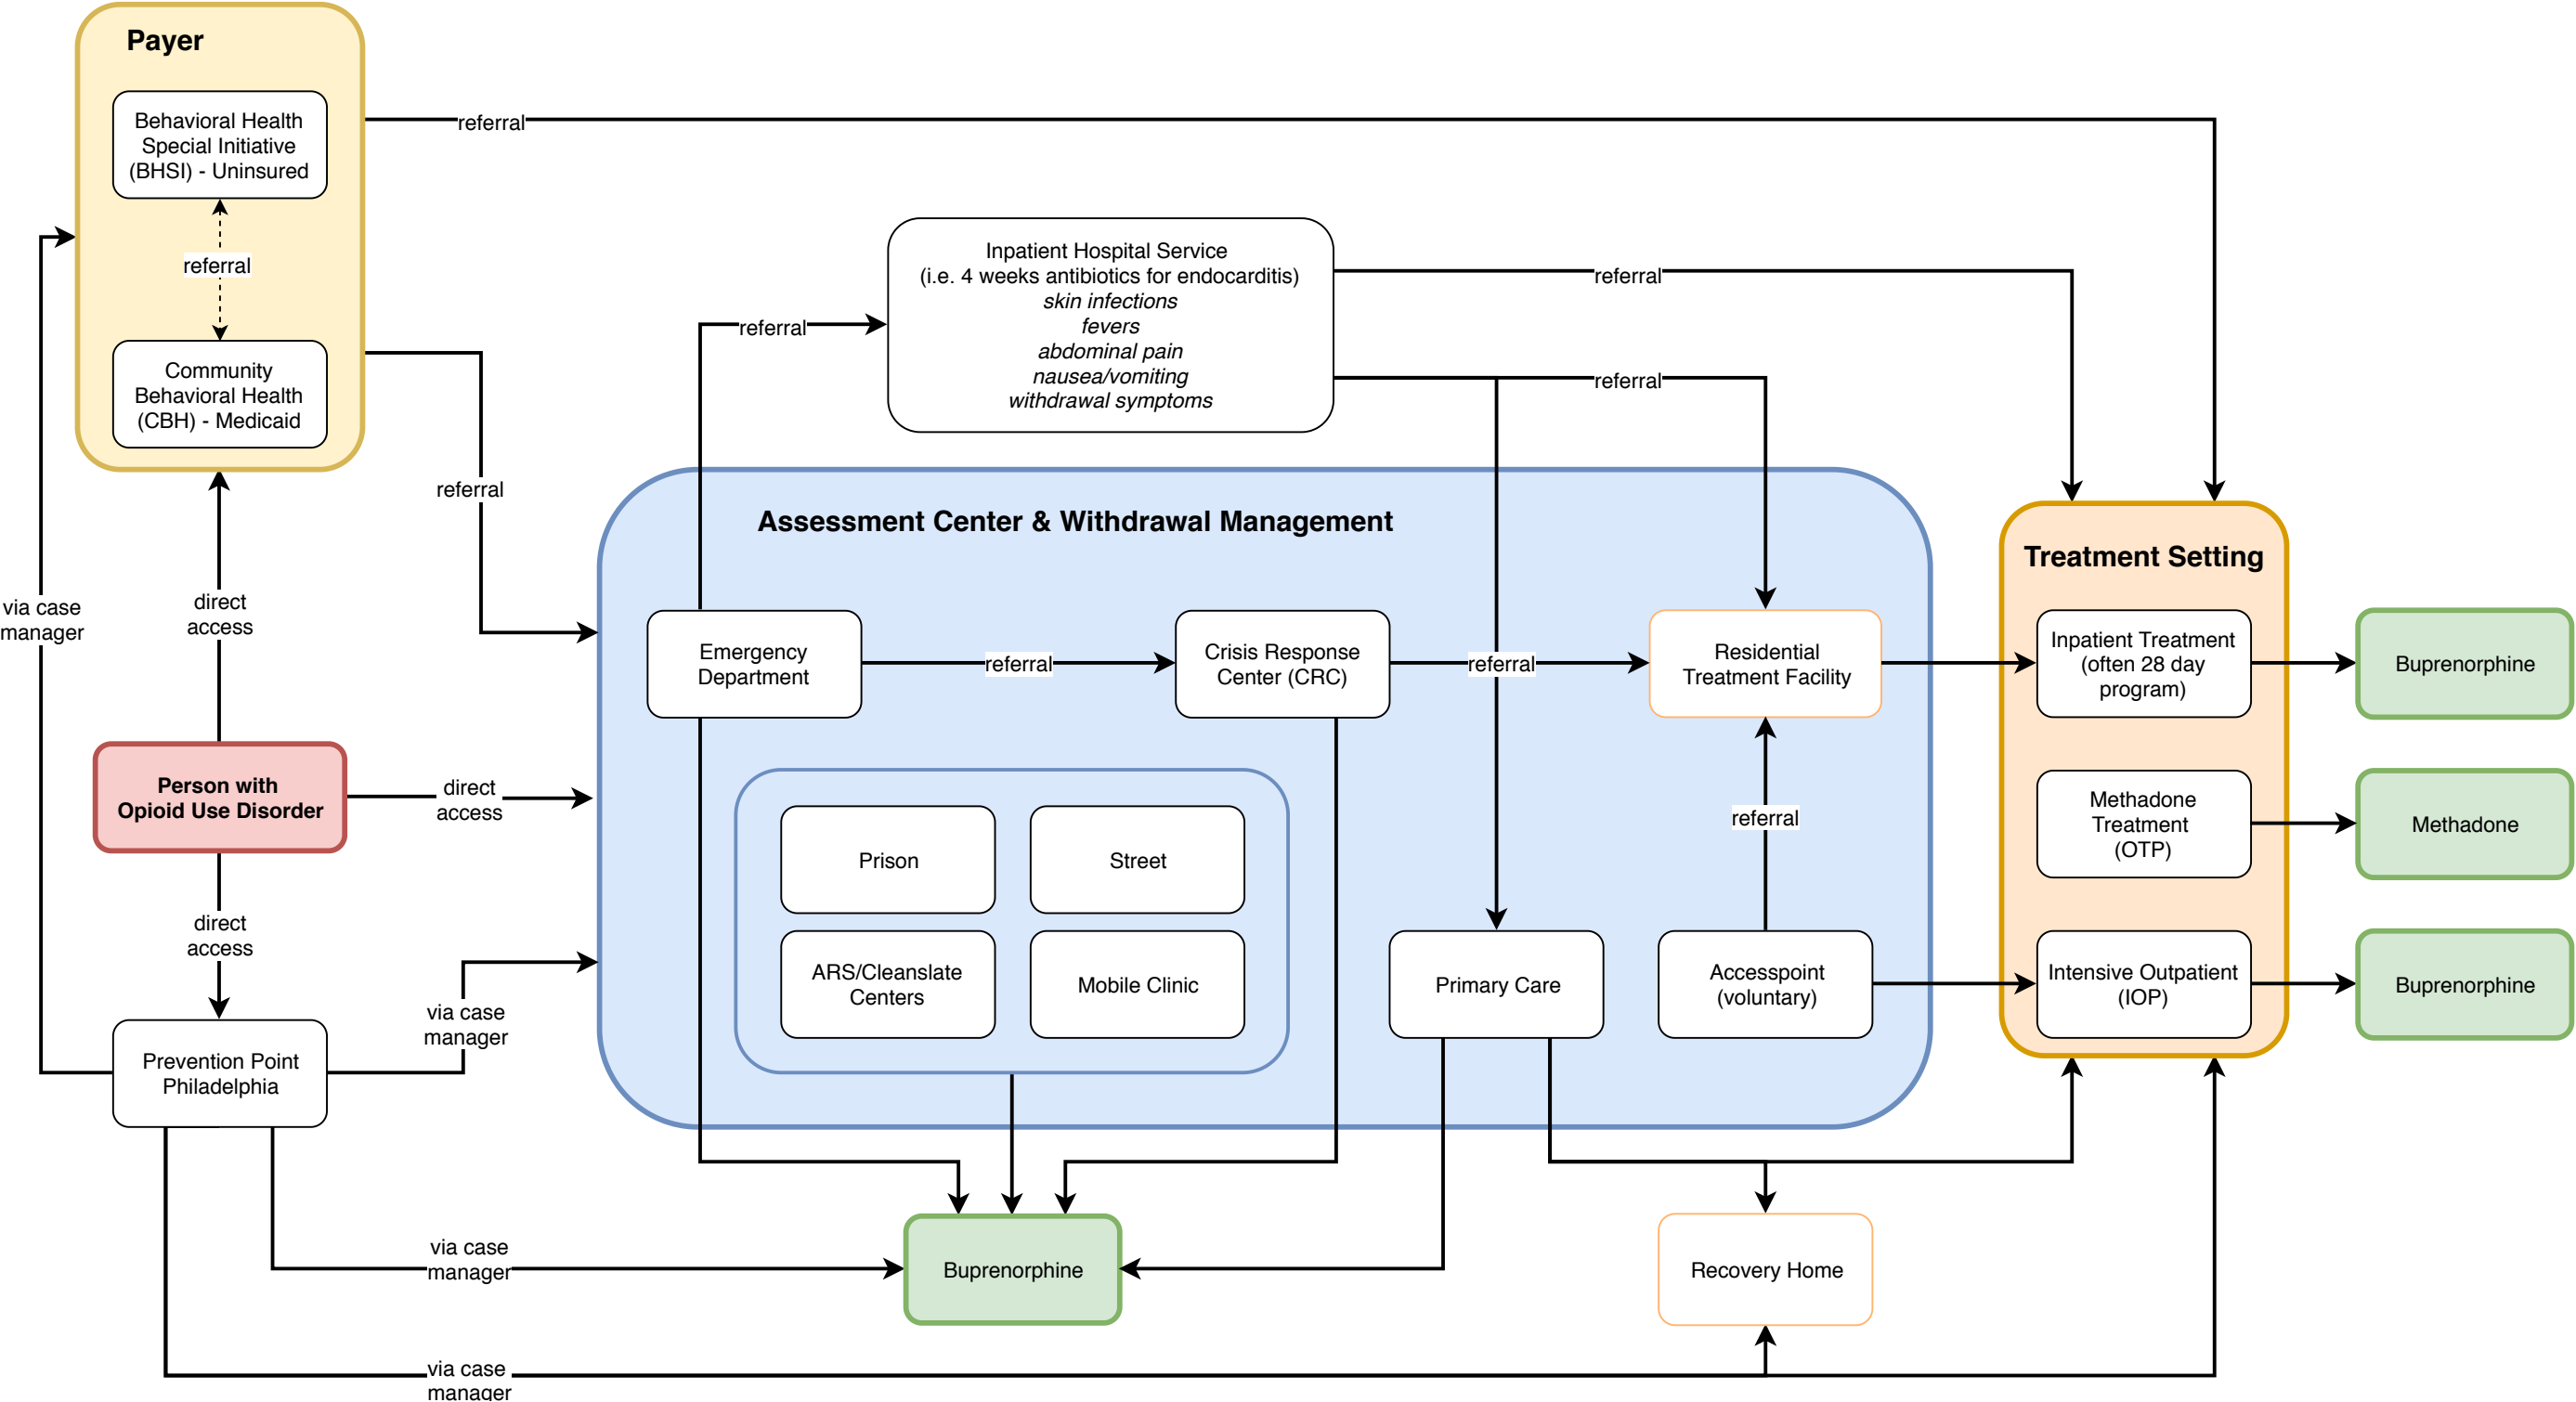 Payer
Behavioral Health
Special Initiative
(BHSI) - Uninsured
referral
Community
Behavioral Health
(CBH) - Medicaid
referral
referral
Inpatient Hospital Service
(i.e. 4 weeks antibiotics for endocarditis)
skin infections
fevers
abdominal pain
nausea/vomiting
withdrawal symptoms
referral
referral
referral
via case
manager
direct
access
Person with
Opioid Use Disorder
direct
access
direct
access
Prevention Point
Philadelphia
via case
manager
via case
manager
via case
manager
Assessment Center & Withdrawal Management
Emergency
Department
referral
Crisis Response
Center (CRC)
referral
Residential
Treatment Facility
Prison
Street
ARS/Cleanslate
Centers
Mobile Clinic
Primary Care
referral
Accesspoint
(voluntary)
Treatment Setting
Inpatient Treatment
(often 28 day
program)
Methadone
Treatment
(OTP)
Intensive Outpatient
(IOP)
Buprenorphine
Methadone
Buprenorphine
Buprenorphine
Recovery Home